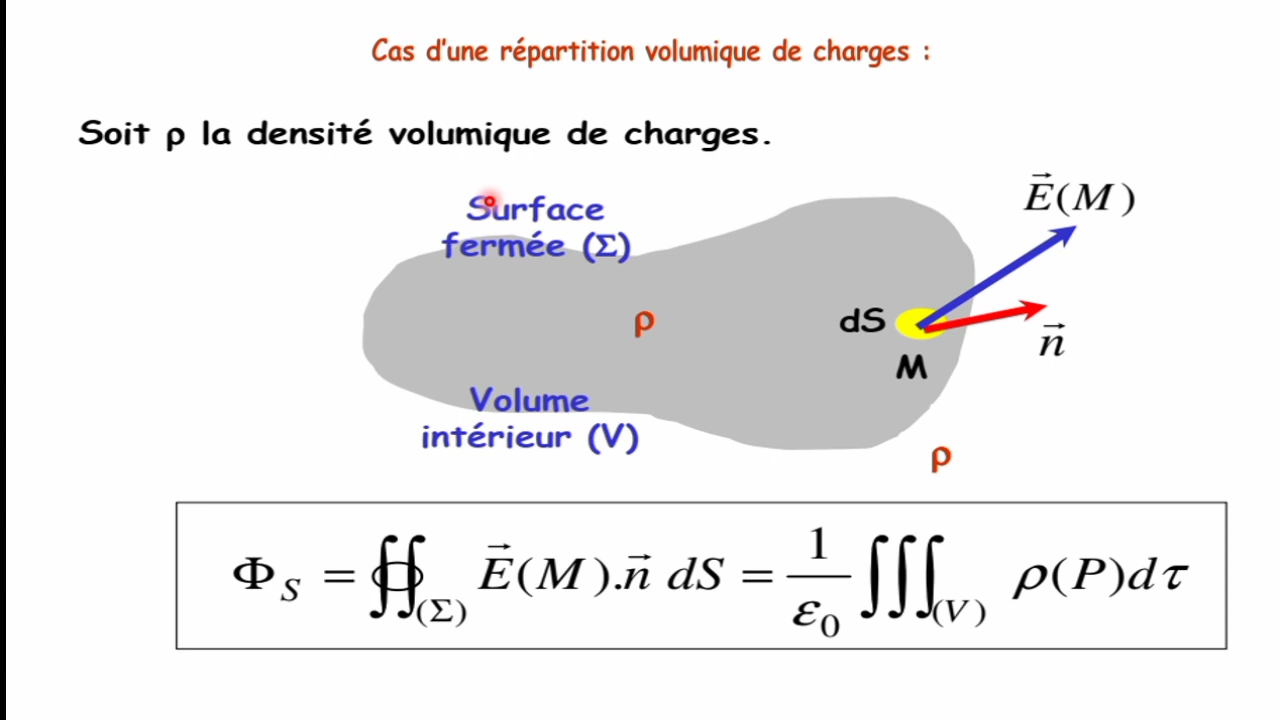 Cas d'une répartition volumique de charges :
Soit ρ la densité volumique de charges.
Surface
fermée (Σ)
E⃗(M)
ρ
dS
n⃗
M
Volume
intérieur (V)
ρ
Φ_S = ∯_(Σ) E⃗(M).n⃗ dS = 1/ε₀ ∭_(V) ρ(P)dτ